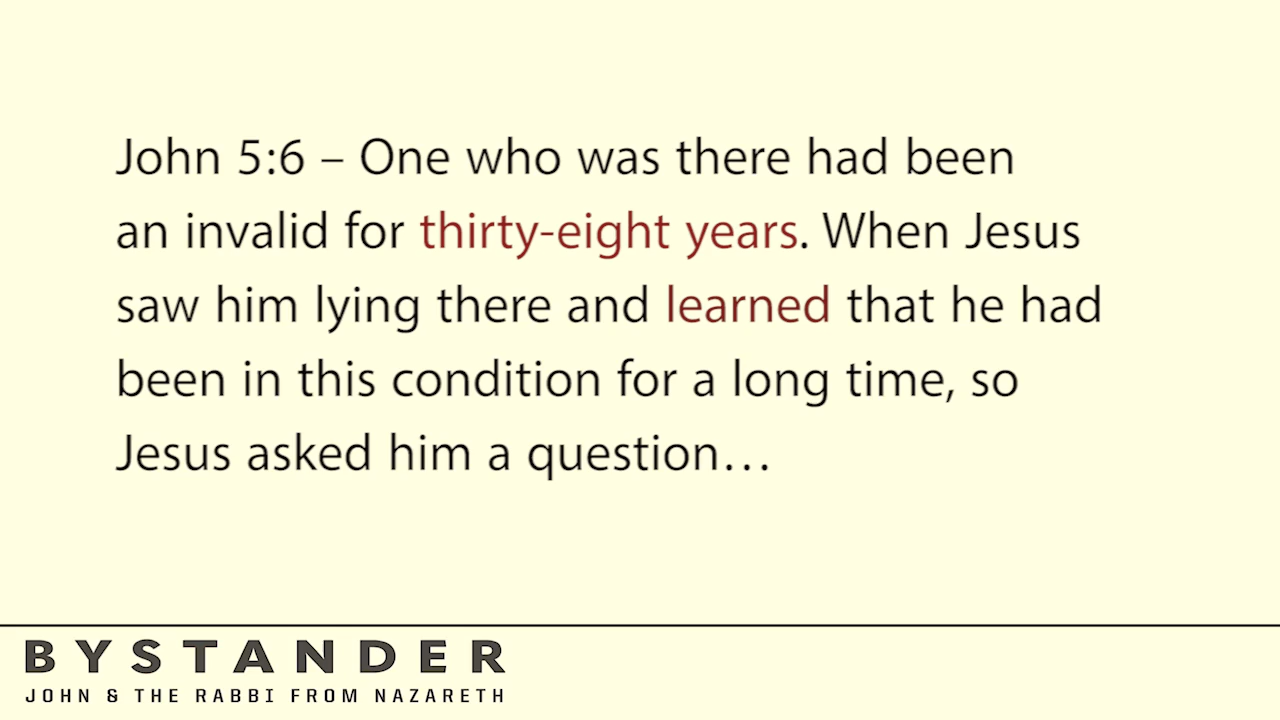 John 5:6 – One who was there had been
an invalid for thirty-eight years. When Jesus
saw him lying there and learned that he had
been in this condition for a long time, so
Jesus asked him a question…
BYSTANDER
JOHN & THE RABBI FROM NAZARETH